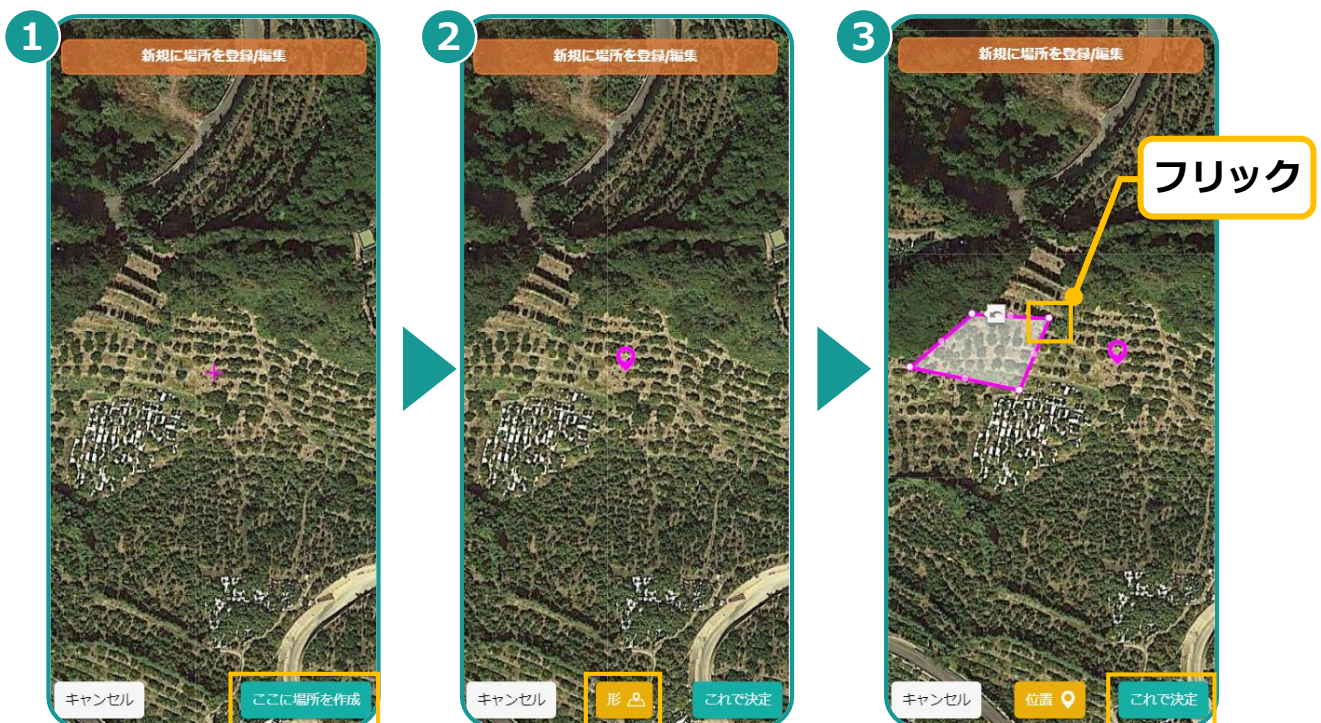 1
新規に場所を登録/編集
キャンセル
ここに場所を作成
2
新規に場所を登録/編集
キャンセル
形
これで決定
3
新規に場所を登録/編集
フリック
キャンセル
位置
これで決定